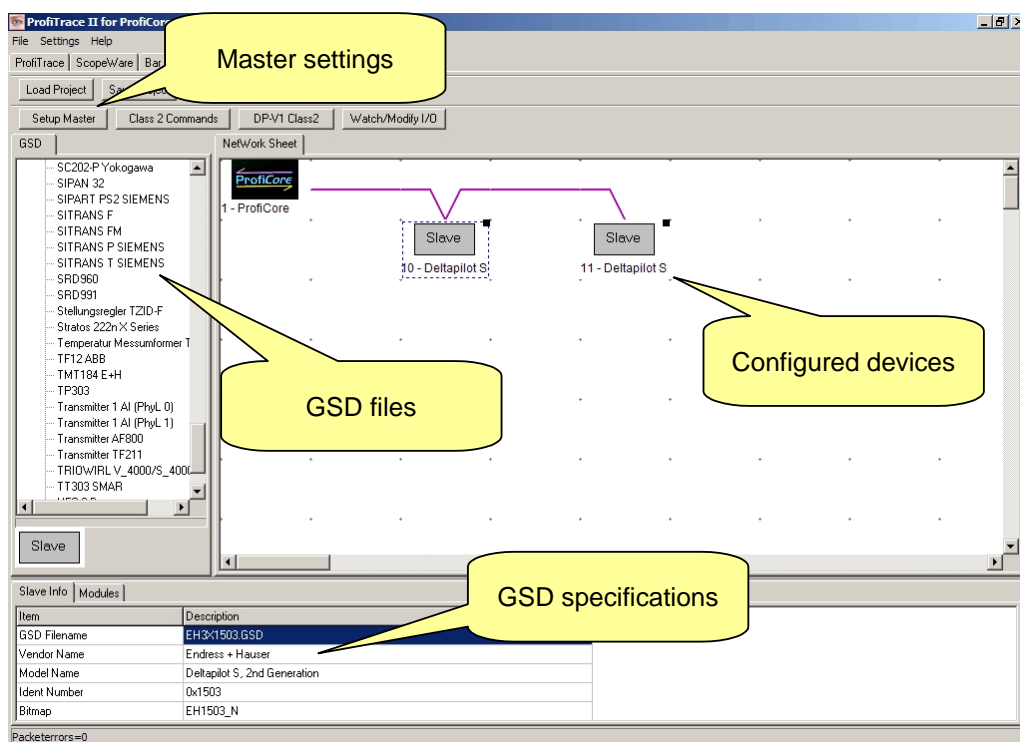 ProfiTrace II for ProfiCore
File Settings Help
ProfiTrace ScopeWare Bar
Load Project
Setup Master Class 2 Commands DP-V1 Class2 Watch/Modify I/O
Master settings
GSD
NetWork Sheet
SC202-P Yokogawa
SIPAN 32
SIPART PS2 SIEMENS
SITRANS F
SITRANS FM
SITRANS P SIEMENS
SITRANS T SIEMENS
SRD960
SRD991
Stellungsregler TZID-F
Stratos 222n X Series
Temperatur Messumformer T
TF12 ABB
TMT184 E+H
TP303
Transmitter 1 AI (PhyL 0)
Transmitter 1 AI (PhyL 1)
Transmitter AF800
Transmitter TF211
TRIOWIRL V_4000/S_400
TT303 SMAR
Slave
ProfiCore
1 - ProfiCore
Slave
10 - Deltapilot S
Slave
11 - Deltapilot S
GSD files
Configured devices
GSD specifications
Slave Info Modules
Item Description
GSD Filename EH3X1503.GSD
Vendor Name Endress + Hauser
Model Name Deltapilot S, 2nd Generation
Ident Number 0x1503
Bitmap EH1503_N
Packeterrors=0